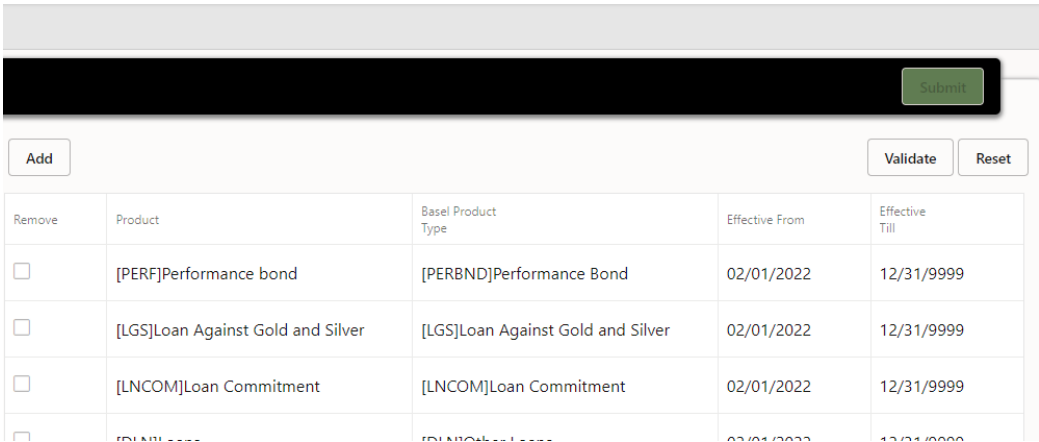 Submit
Add Validate Reset
Remove Product Basel Product Type Effective From Effective Till
[PERF]Performance bond [PERBND]Performance Bond 02/01/2022 12/31/9999
[LGS]Loan Against Gold and Silver [LGS]Loan Against Gold and Silver 02/01/2022 12/31/9999
[LNCOM]Loan Commitment [LNCOM]Loan Commitment 02/01/2022 12/31/9999